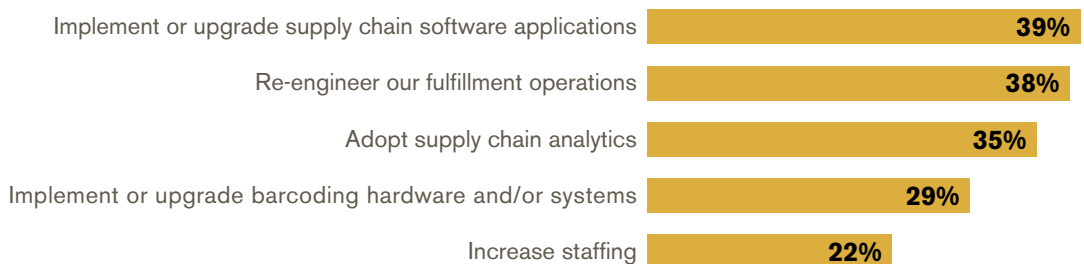 Implement or upgrade supply chain software applications 39%
Re-engineer our fulfillment operations 38%
Adopt supply chain analytics 35%
Implement or upgrade barcoding hardware and/or systems 29%
Increase staffing 22%